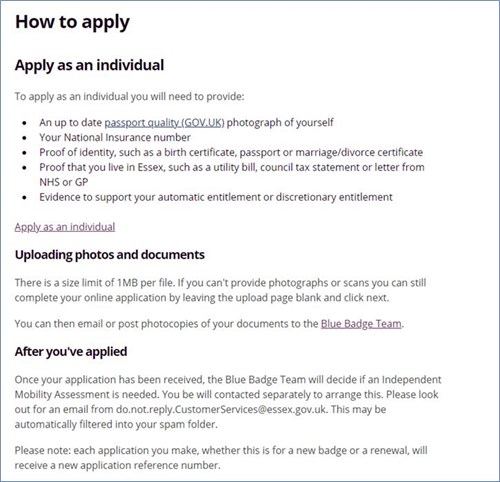 How to apply
Apply as an individual
To apply as an individual you will need to provide:
• An up to date passport quality (GOV.UK) photograph of yourself
• Your National Insurance number
• Proof of identity, such as a birth certificate, passport or marriage/divorce certificate
• Proof that you live in Essex, such as a utility bill, council tax statement or letter from
NHS or GP
• Evidence to support your automatic entitlement or discretionary entitlement
Apply as an individual
Uploading photos and documents
There is a size limit of 1MB per file. If you can't provide photographs or scans you can still
complete your online application by leaving the upload page blank and click next.
You can then email or post photocopies of your documents to the Blue Badge Team.
After you've applied
Once your application has been received, the Blue Badge Team will decide if an Independent
Mobility Assessment is needed. You be will contacted separately to arrange this. Please look
out for an email from do.not.reply.CustomerServices@essex.gov.uk. This may be
automatically filtered into your spam folder.
Please note: each application you make, whether this is for a new badge or a renewal, will
receive a new application reference number.